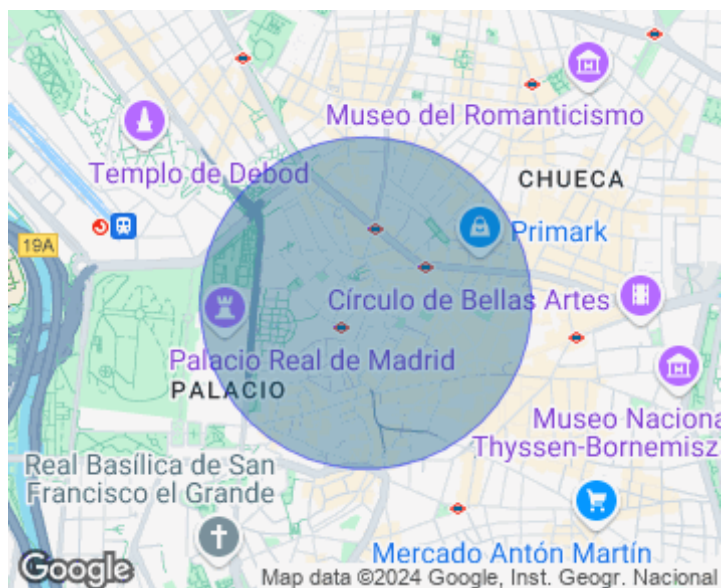 Museo del Romanticismo
Templo de Debod
CHUECA
Primark
19A
Círculo de Bellas Artes
Palacio Real de Madrid
PALACIO
Museo Naciona
Thyssen-Bornemisz
Real Basílica de San
Francisco el Grande
Mercado Antón Martín
Google
Map data ©2024 Google, Inst. Geogr. Nacional